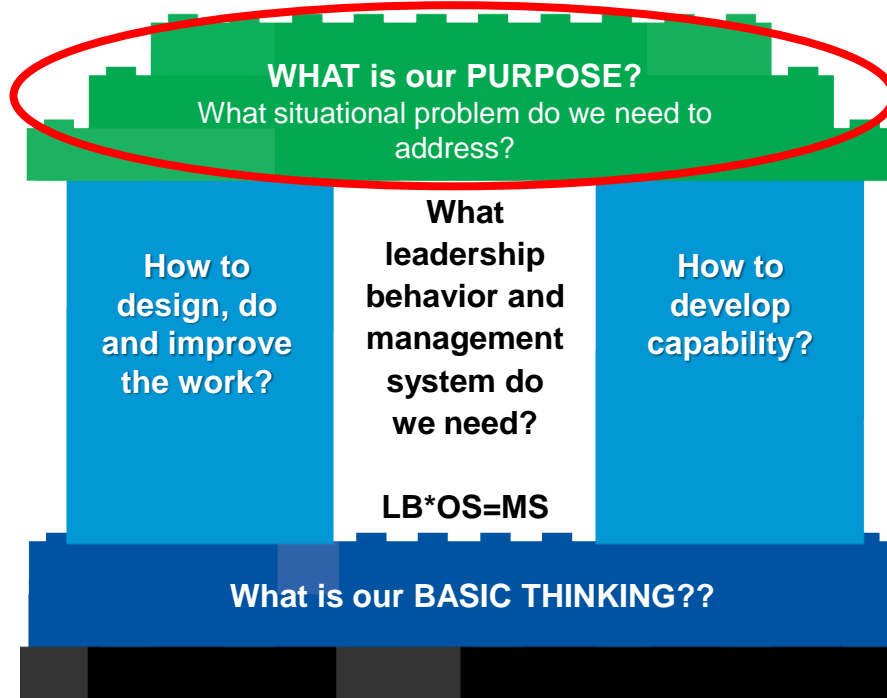 WHAT is our PURPOSE?
What situational problem do we need to
address?
How to
design, do
and improve
the work?
What
leadership
behavior and
management
system do
we need?
LB*OS=MS
How to
develop
capability?
What is our BASIC THINKING??